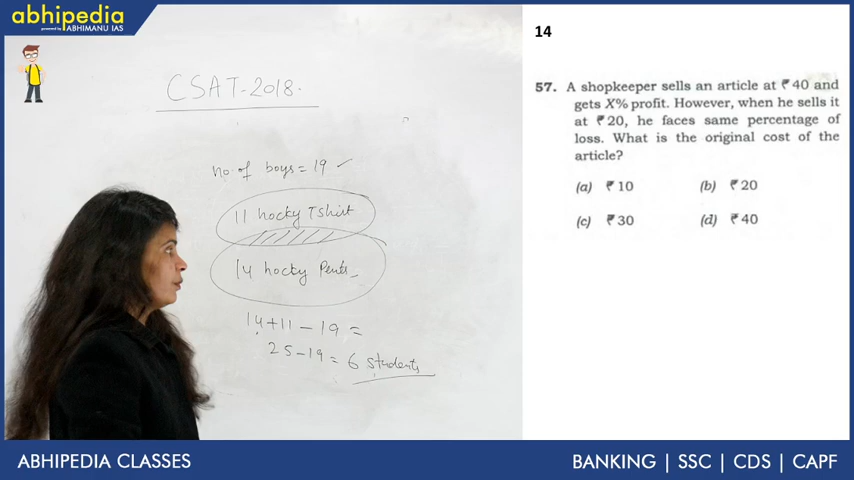 abhipedia
powered by ABHIMANU IAS
CSAT-2018.
no. of boys = 19 ✓
11 hocky Tshirt
14 hocky Pents
14 + 11 - 19 =
25 - 19 = 6 students
14
57. A shopkeeper sells an article at ₹ 40 and
gets X% profit. However, when he sells it
at ₹ 20, he faces same percentage of
loss. What is the original cost of the
article?
(a) ₹ 10 (b) ₹ 20
(c) ₹ 30 (d) ₹ 40
ABHIPEDIA CLASSES
BANKING | SSC | CDS | CAPF